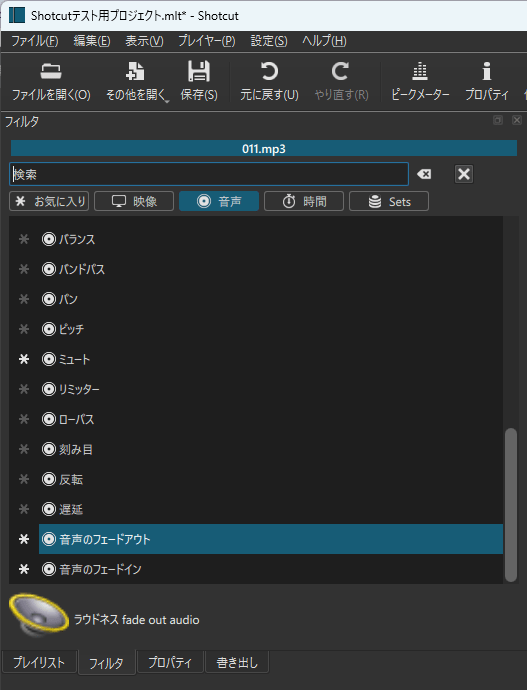 Shotcutテスト用プロジェクト.mlt* - Shotcut
ファイル(F) 編集(E) 表示(V) プレイヤー(P) 設定(S) ヘルプ(H)
ファイルを開く(O) その他を開く 保存(S) 元に戻す(U) やり直す(R) ピークメーター プロパティ
フィルタ
011.mp3
検索
お気に入り 映像 音声 時間 Sets
バランス
バンドパス
パン
ピッチ
ミュート
リミッター
ローパス
刻み目
反転
遅延
音声のフェードアウト
音声のフェードイン
ラウドネス fade out audio
プレイリスト フィルタ プロパティ 書き出し